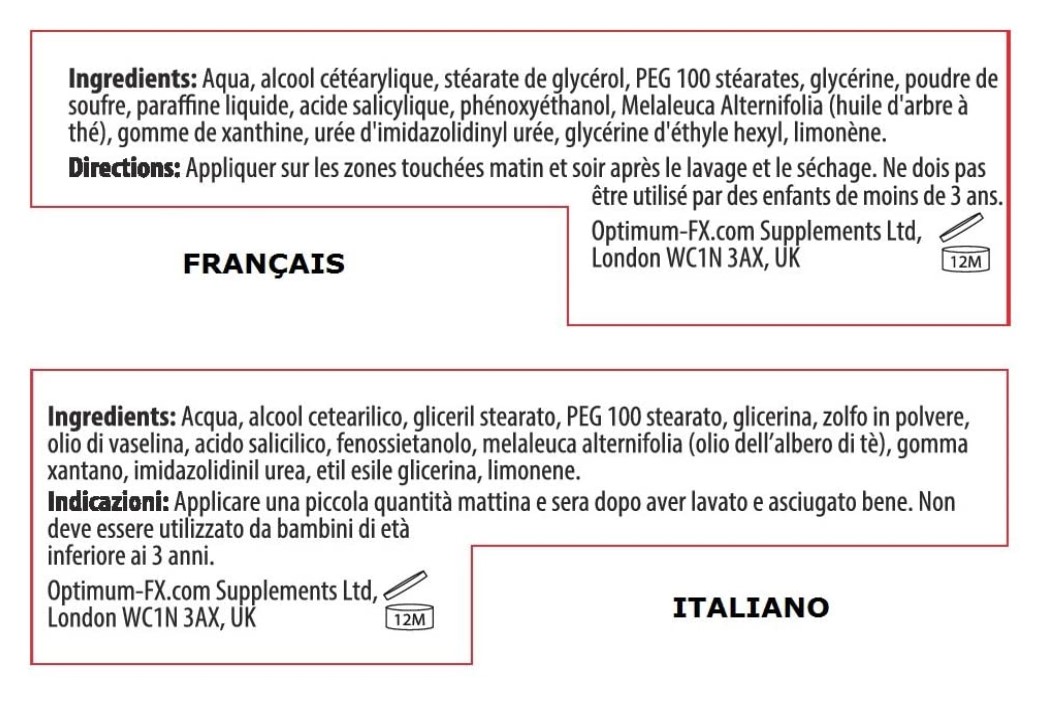 Ingredients: Aqua, alcool cétéarylique, stéarate de glycérol, PEG 100 stéarates, glycérine, poudre de
soufre, paraffine liquide, acide salicylique, phénoxyéthanol, Melaleuca Alternifolia (huile d'arbre à
thé), gomme de xanthine, urée d'imidazolidinyl urée, glycérine d'éthyle hexyl, limonène.
Directions: Appliquer sur les zones touchées matin et soir après le lavage et le séchage. Ne dois pas
être utilisé par des enfants de moins de 3 ans.
Optimum-FX.com Supplements Ltd,
London WC1N 3AX, UK
12M
FRANÇAIS
Ingredients: Acqua, alcool cetearilico, gliceril stearato, PEG 100 stearato, glicerina, zolfo in polvere,
olio di vaselina, acido salicilico, fenossietanolo, melaleuca alternifolia (olio dell'albero di tè), gomma
xantano, imidazolidinil urea, etil esile glicerina, limonene.
Indicazioni: Applicare una piccola quantità mattina e sera dopo aver lavato e asciugato bene. Non
deve essere utilizzato da bambini di età
inferiore ai 3 anni.
Optimum-FX.com Supplements Ltd,
London WC1N 3AX, UK
12M
ITALIANO